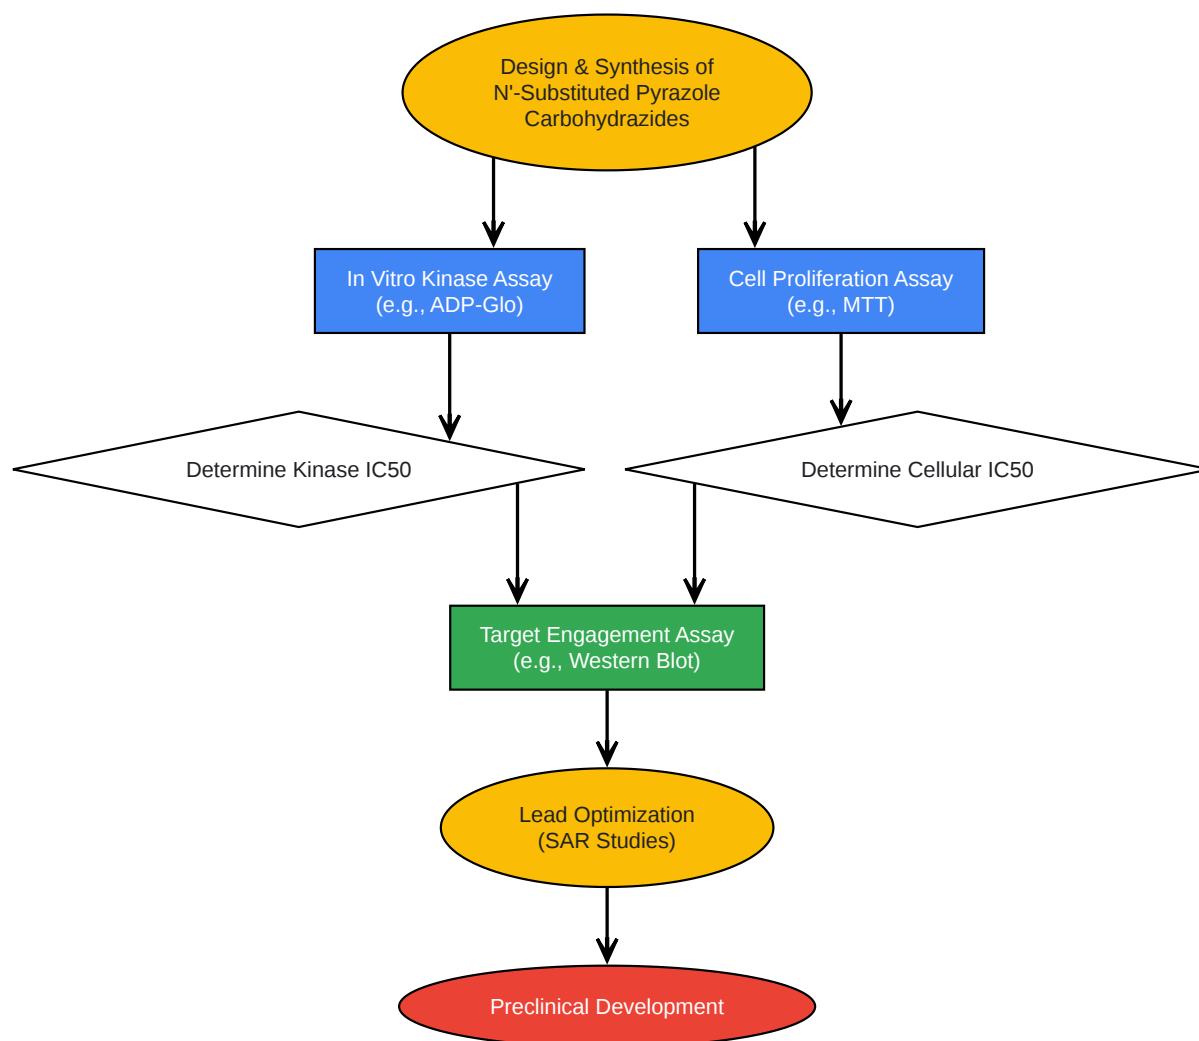 Design & Synthesis of
N'-Substituted Pyrazole
Carbohydrazides
In Vitro Kinase Assay
(e.g., ADP-Glo)
Cell Proliferation Assay
(e.g., MTT)
Determine Kinase IC50
Determine Cellular IC50
Target Engagement Assay
(e.g., Western Blot)
Lead Optimization
(SAR Studies)
Preclinical Development